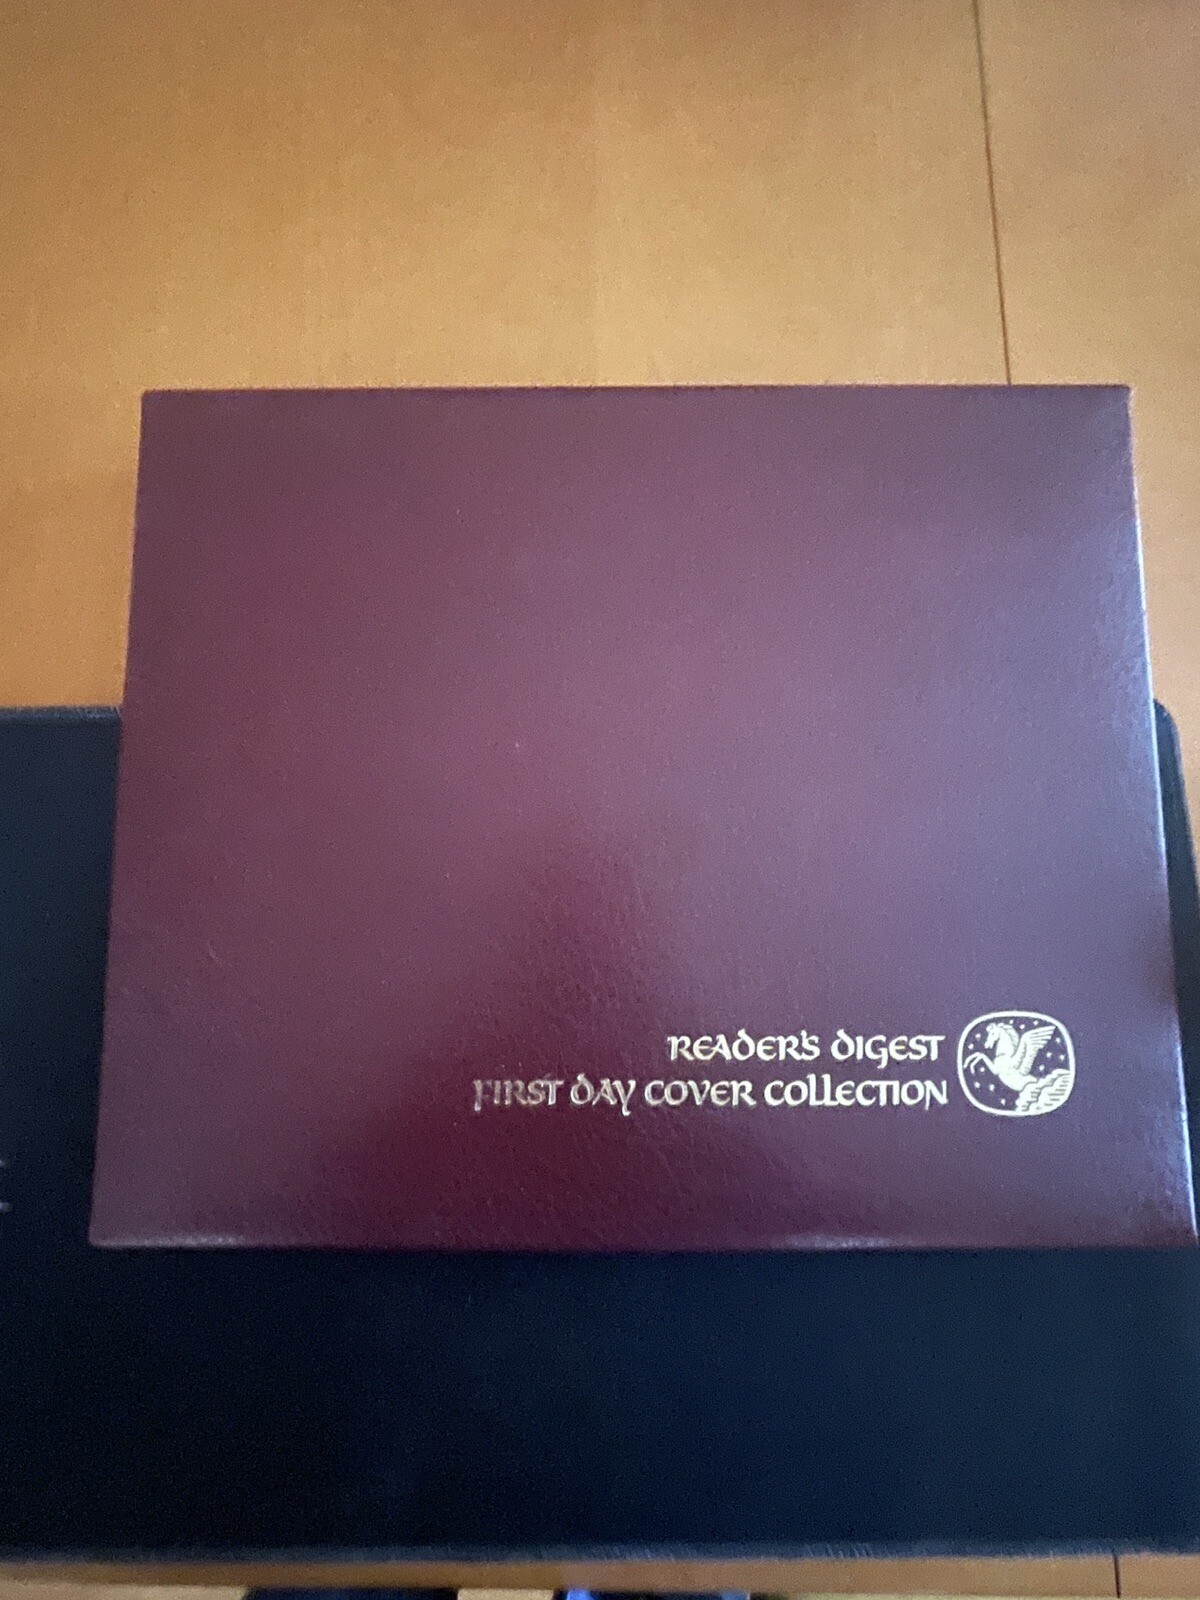 READER'S DIGEST
FIRST DAY COVER COLLECTION